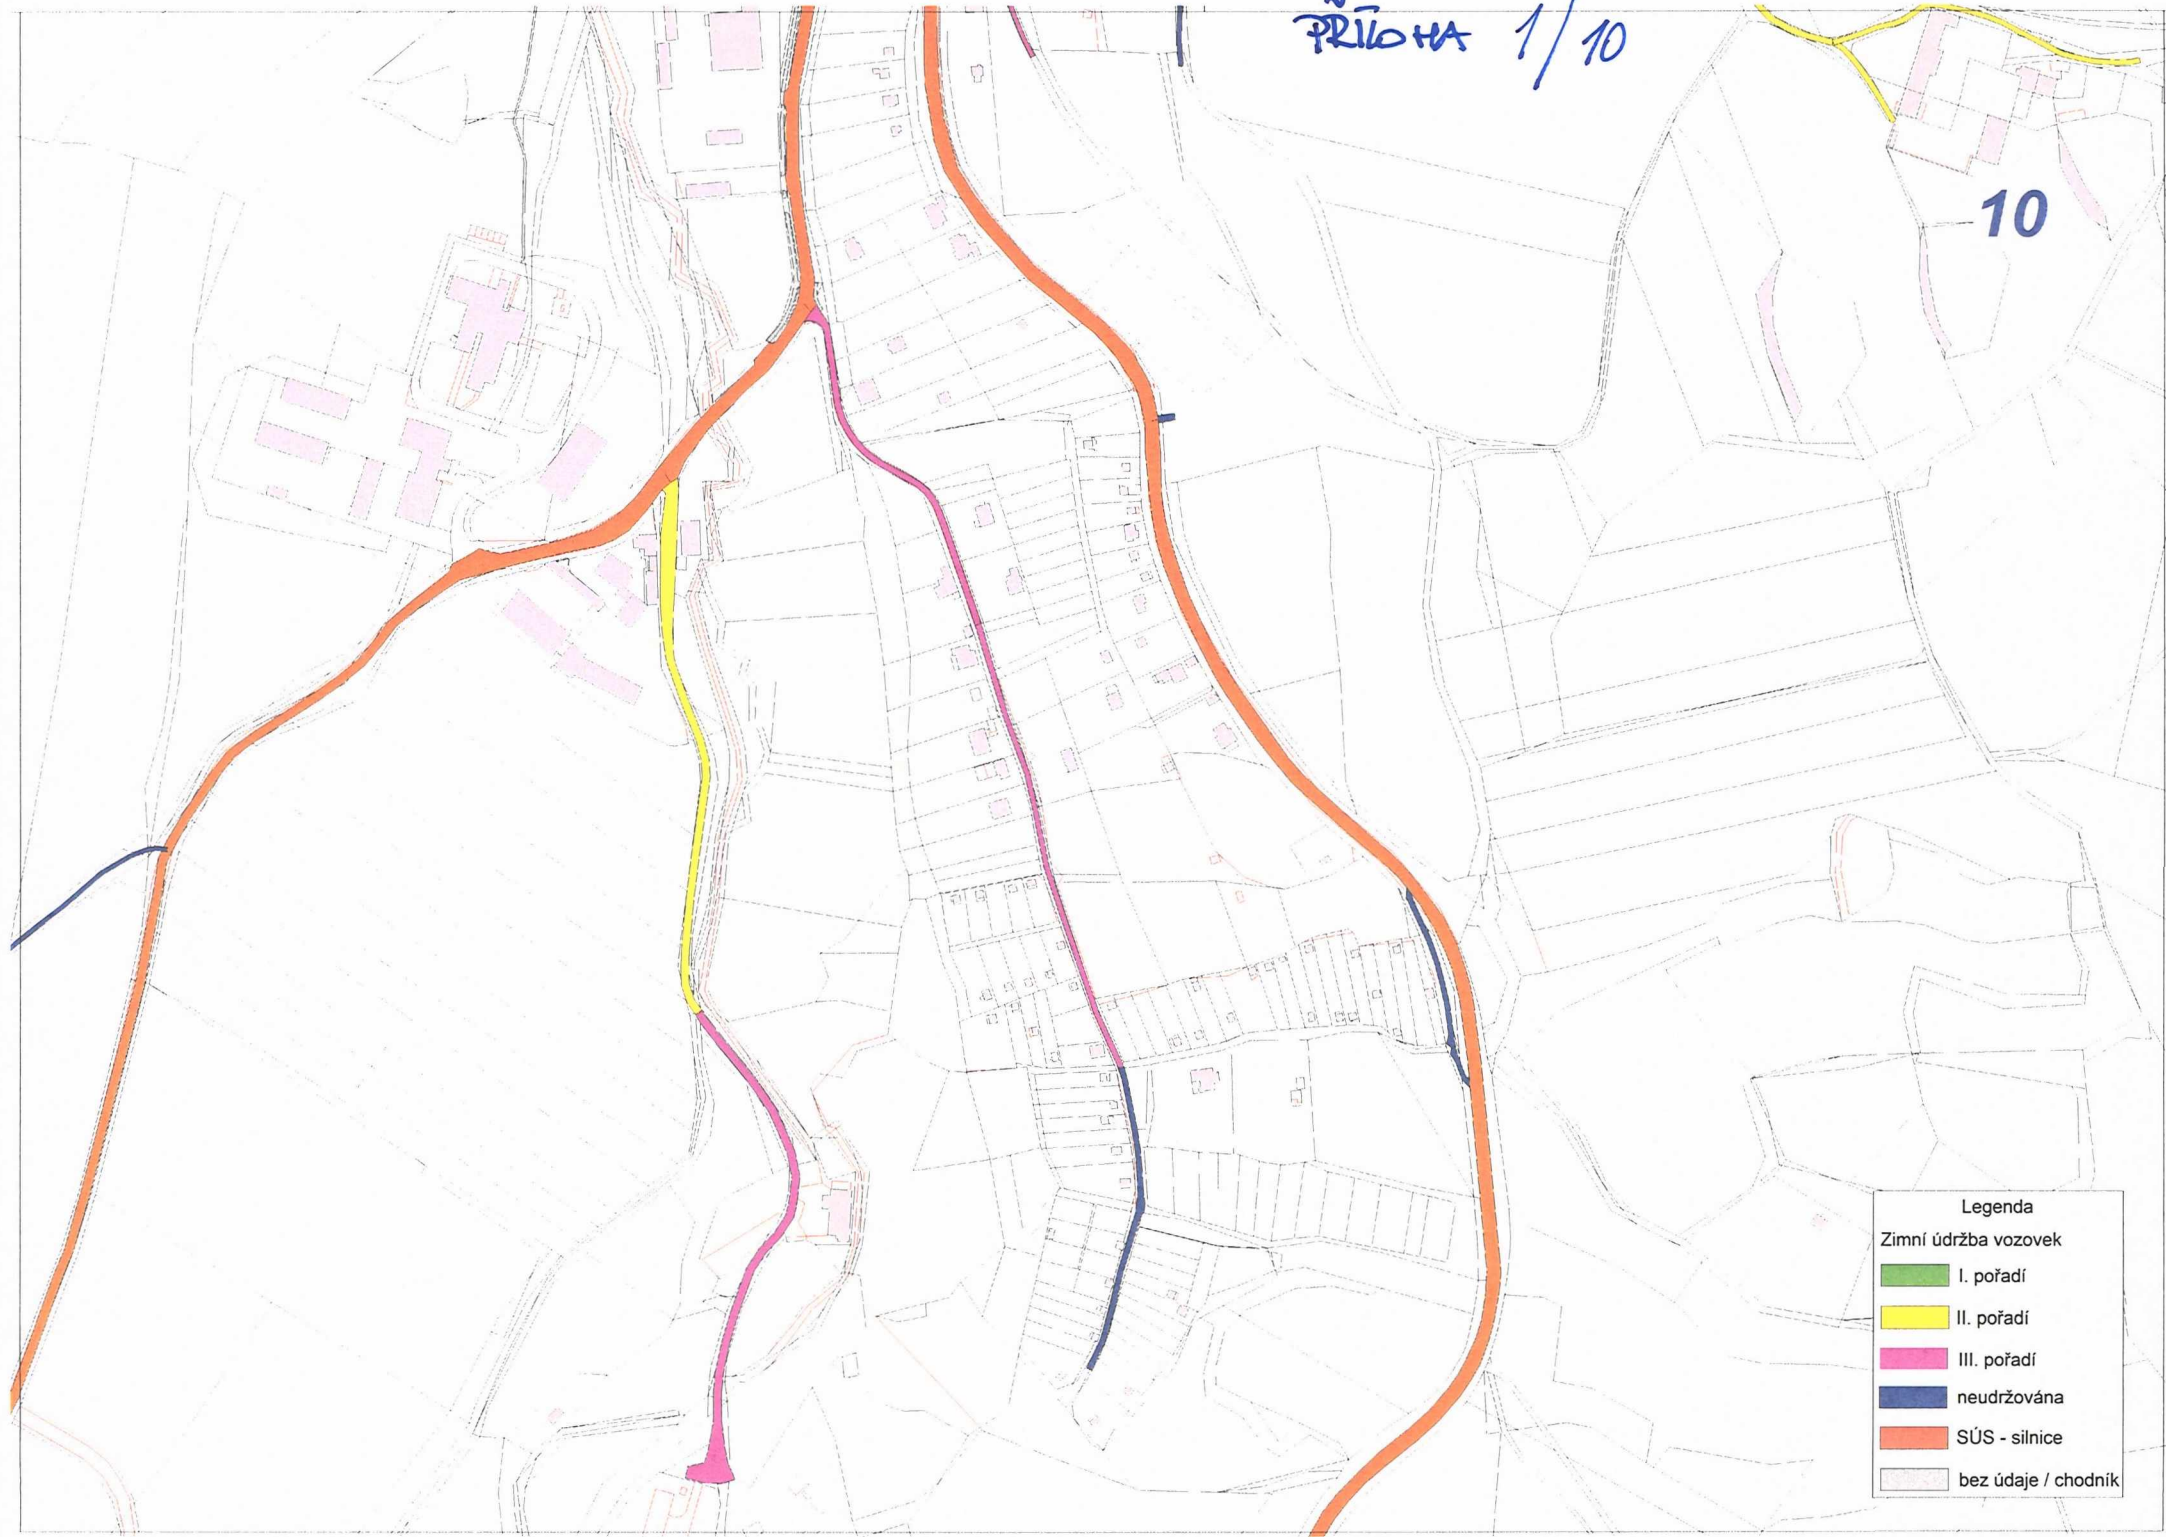 PŘÍLOHA 1/10
10
Legenda
Zimní údržba vozovek
I. pořadí
II. pořadí
III. pořadí
neudržována
SÚS - silnice
bez údaje / chodník